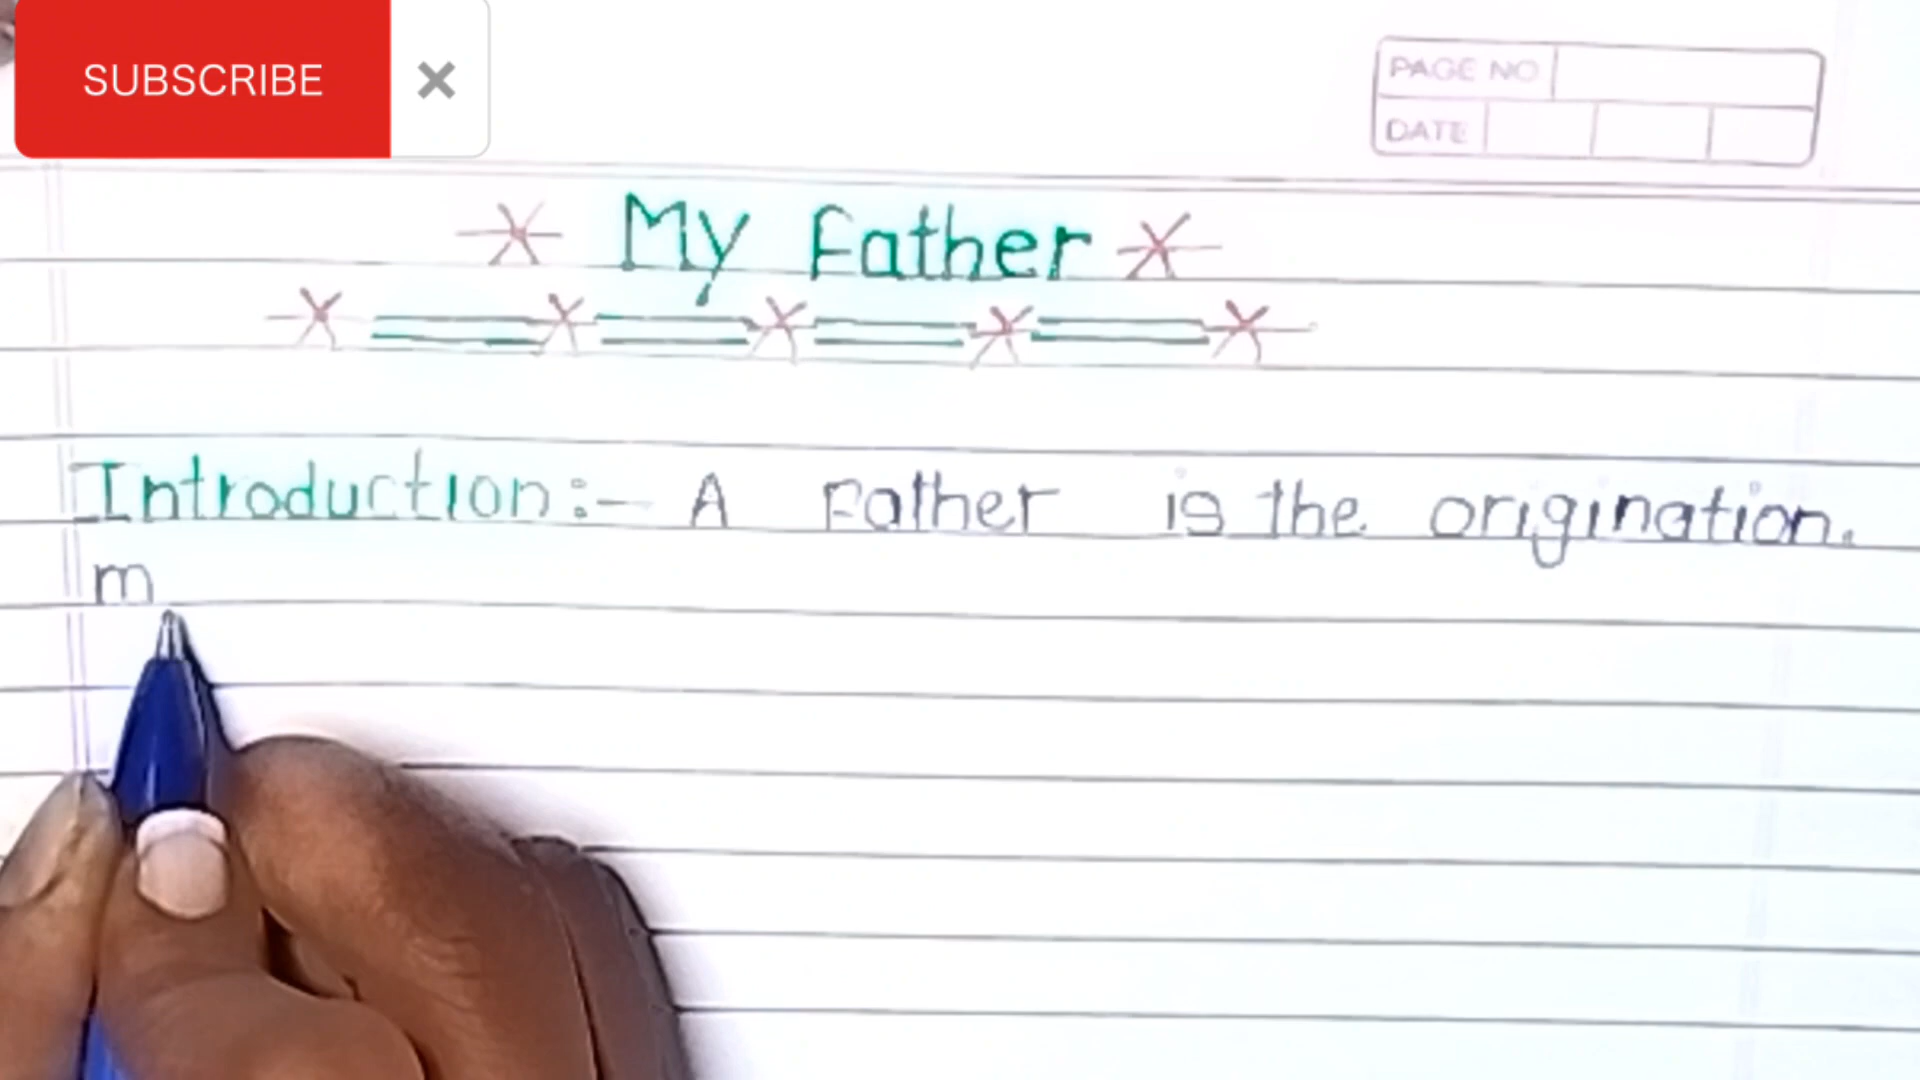 SUBSCRIBE ×
PAGE NO
DATE
My Father
Introduction:- A Father is the origination.
m